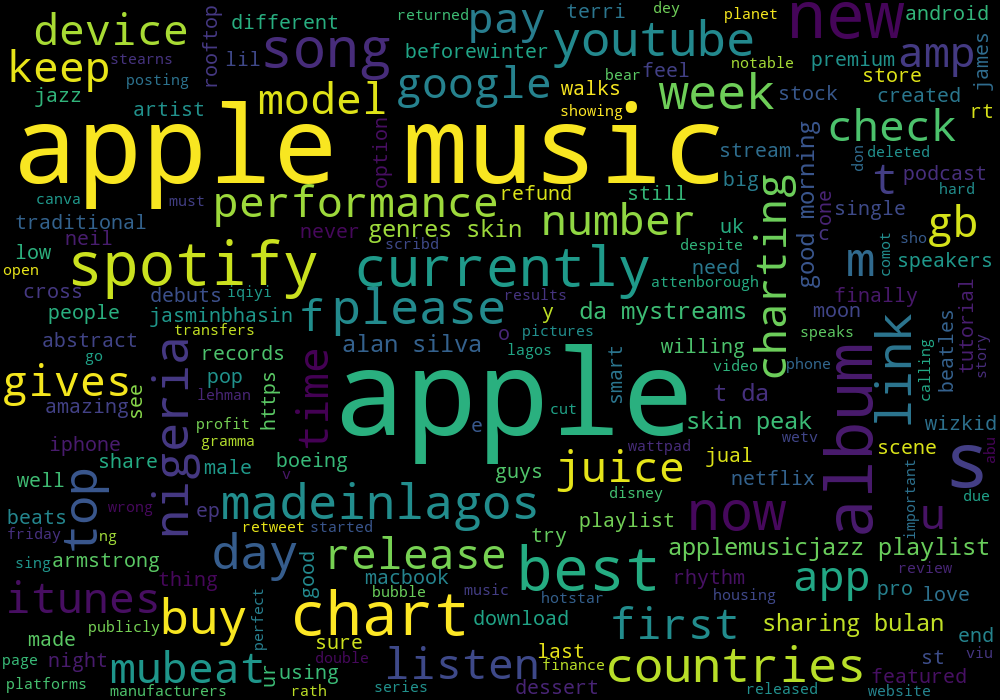 device
different
returned
dey
planet
new
android
pay
terri
rooftop
song
youtube
amp
james
keep
stearns
lil
beforewinter
notable
premium
jazz
posting
google
bear
feel
store
artist
model
walks
week
stock
created
showing
rt
apple music
option
check
stream
good morning
don
deleted
canva
must
performance
refund
still
big
t
podcast
hard
traditional
never
genres skin
number
uk
charting
c one
single
gb
neil
scribd
despite
m
comot
sho
low
open
spotify
currently
need
attenborough
speakers
cross
debuts
iqiyi
results
finally
tutorial
people
jasminbhasin
f
please
y
da mystreams
moon
link
beatles
story
transfers
o
pictures
speaks
abstract
go
records
alan silva
lagos
willing
video
phone
calling
gives
nigeria
pop
time
apple
smart
t da
album
amazing
see
lehman
https
cut
skin peak
wizkid
profit
e
iphone
gramma
wattpad
wetv
scene
s
abu
share
male
boeing
guys
juice
jual
netflix
well
top
v
disney
important
due
beats
wrong
ep
madeinlagos
playlist
now
u
friday
ng
retweet
started
try
sing
armstrong
day
good
release
best
applemusicjazz playlist
thing
macbook
rhythm
app
review
itunes
bubble
music
hotstar
housing
pro
love
publicly
buy
perfect
chart
download
first
sharing bulan
made
sure
end
page
night
double
last
st
viu
mubeat
ur
using
listen
finance
countries
featured
platforms
manufacturers
rath
series
dessert
released
website